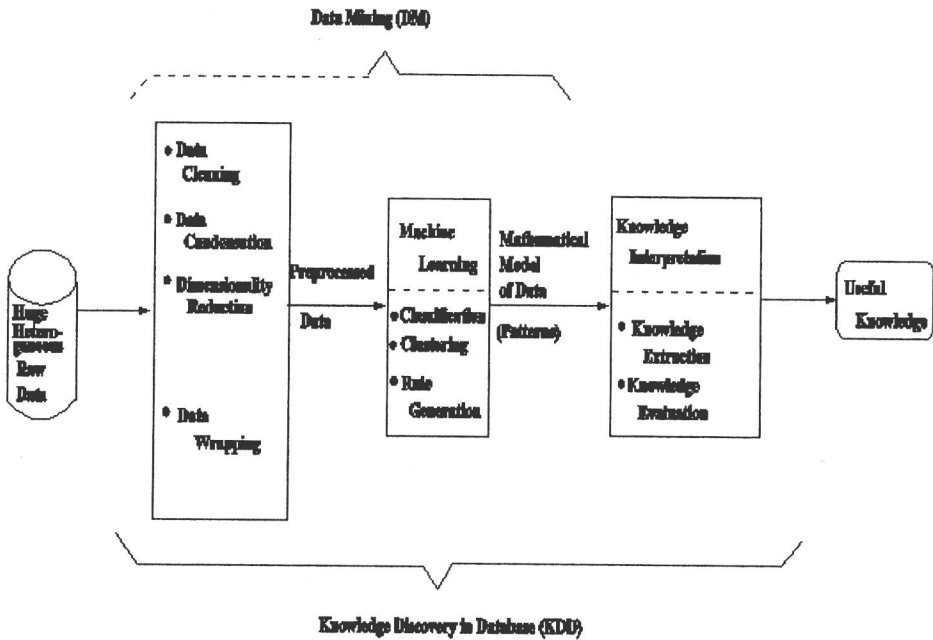 Data Mining (DM)
• Data
Cleaning
• Data
Condensation
• Dimensionality
Reduction
• Data
Wrapping
Huge
Hetero-
geneous
Raw
Data
Preprocessed
Data
Machine
Learning
• Classification
• Clustering
• Rule
Generation
Mathematical
Model
of Data
(Patterns)
Knowledge
Interpretation
• Knowledge
Extraction
• Knowledge
Evaluation
Useful
Knowledge
Knowledge Discovery in Database (KDD)